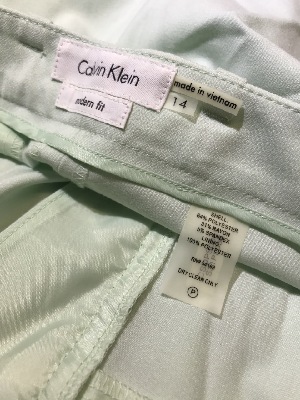 Calvin Klein
modern fit
made in vietnam
14
SHELL:
64% POLYESTER
31% RAYON
5% SPANDEX
LINING:
100% POLYESTER
DRY CLEAN ONLY
P